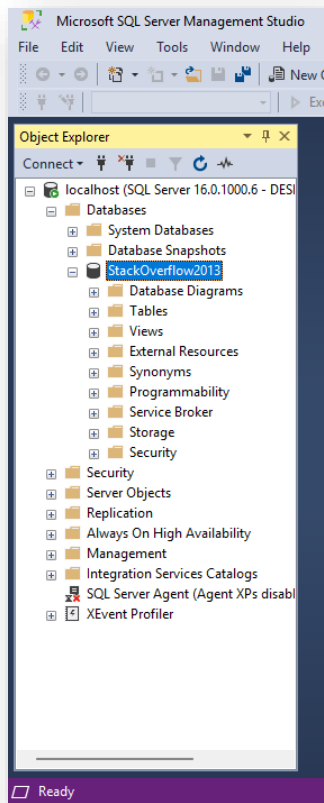 Microsoft SQL Server Management Studio
File Edit View Tools Window Help
New
Object Explorer
Connect
localhost (SQL Server 16.0.1000.6 - DESI
Databases
System Databases
Database Snapshots
StackOverflow2013
Database Diagrams
Tables
Views
External Resources
Synonyms
Programmability
Service Broker
Storage
Security
Security
Server Objects
Replication
Always On High Availability
Management
Integration Services Catalogs
SQL Server Agent (Agent XPs disabl
XEvent Profiler
Ready